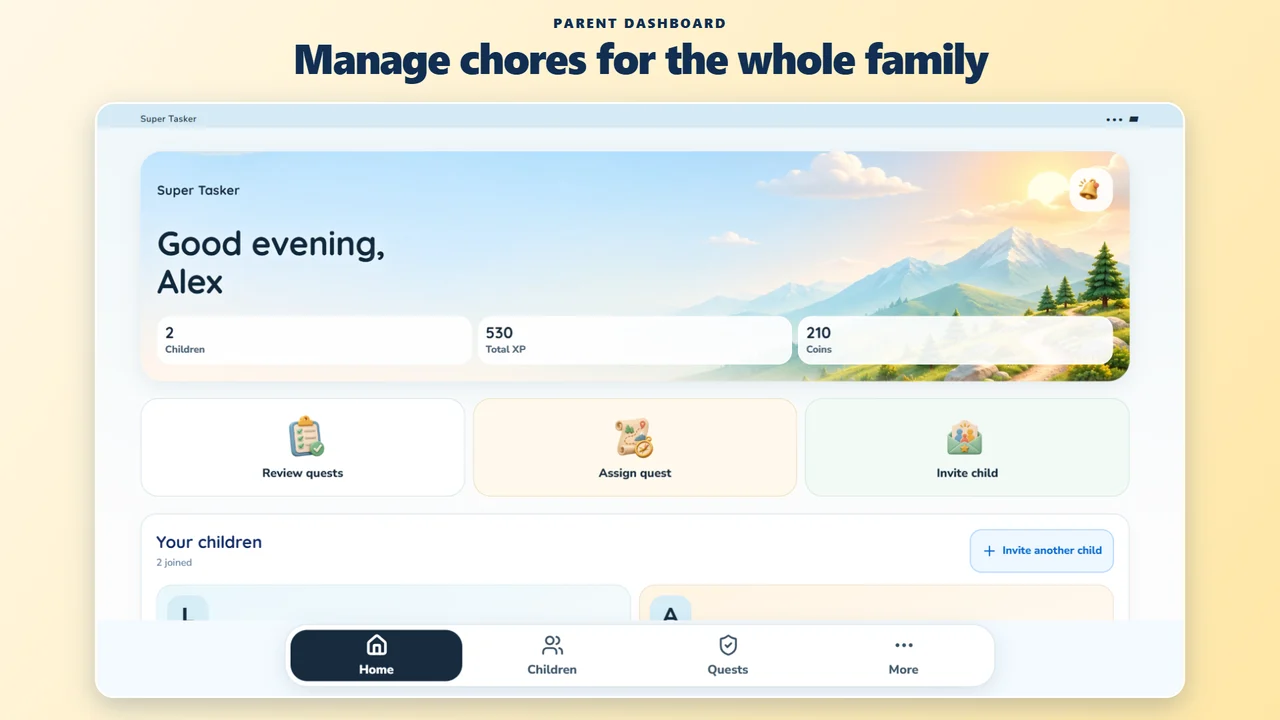 PARENT DASHBOARD
Manage chores for the whole family
Super Tasker
Super Tasker
Good evening,
Alex
2
Children
530
Total XP
210
Coins
Review quests
Assign quest
Invite child
Your children
2 joined
+ Invite another child
L
A
Home
Children
Quests
More